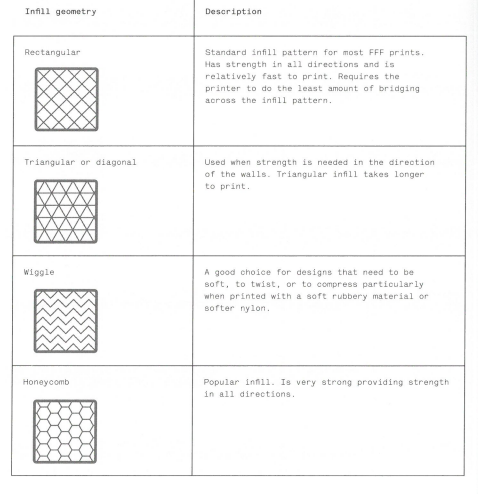 Infill geometry
Description
Rectangular
Standard infill pattern for most FFF prints.
Has strength in all directions and is
relatively fast to print. Requires the
printer to do the least amount of bridging
across the infill pattern.
Triangular or diagonal
Used when strength is needed in the direction
of the walls. Triangular infill takes longer
to print.
Wiggle
A good choice for designs that need to be
soft, to twist, or to compress particularly
when printed with a soft rubbery material or
softer nylon.
Honeycomb
Popular infill. Is very strong providing strength
in all directions.